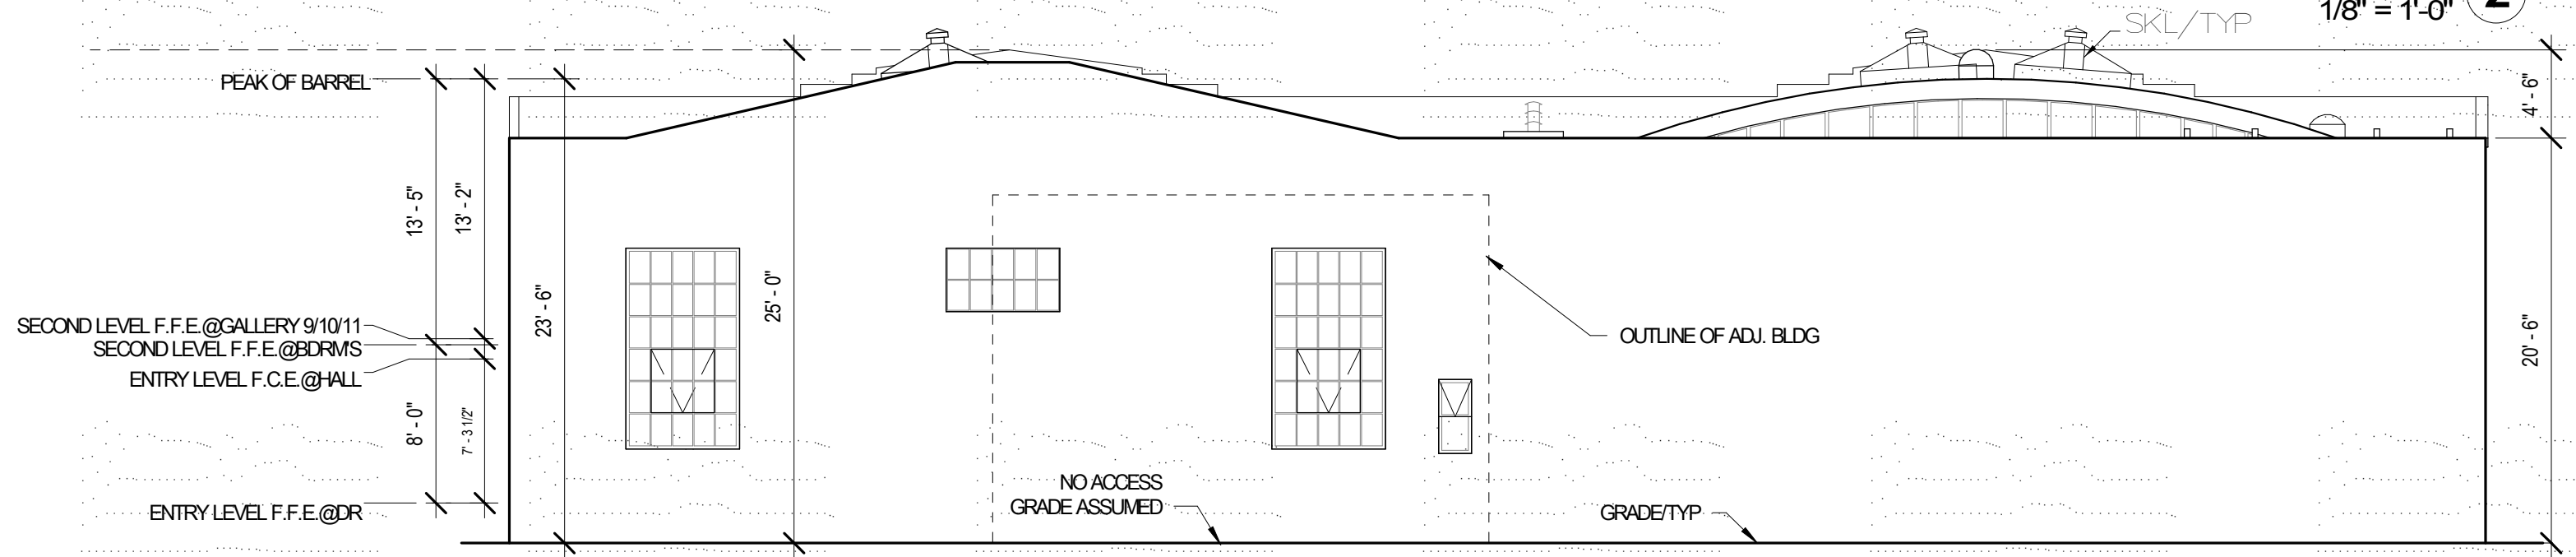 1/8" = 1'-0"
2
SKL/TYP
PEAK OF BARREL
4' - 6"
13' - 5"
13' - 2"
23' - 6"
25' - 0"
SECOND LEVEL F.F.E.@GALLERY 9/10/11
SECOND LEVEL F.F.E.@BDRM'S
ENTRY LEVEL F.C.E.@HALL
OUTLINE OF ADJ. BLDG
20' - 6"
8' - 0"
7' - 3 1/2"
NO ACCESS
GRADE ASSUMED
ENTRY LEVEL F.F.E.@DR
GRADE/TYP